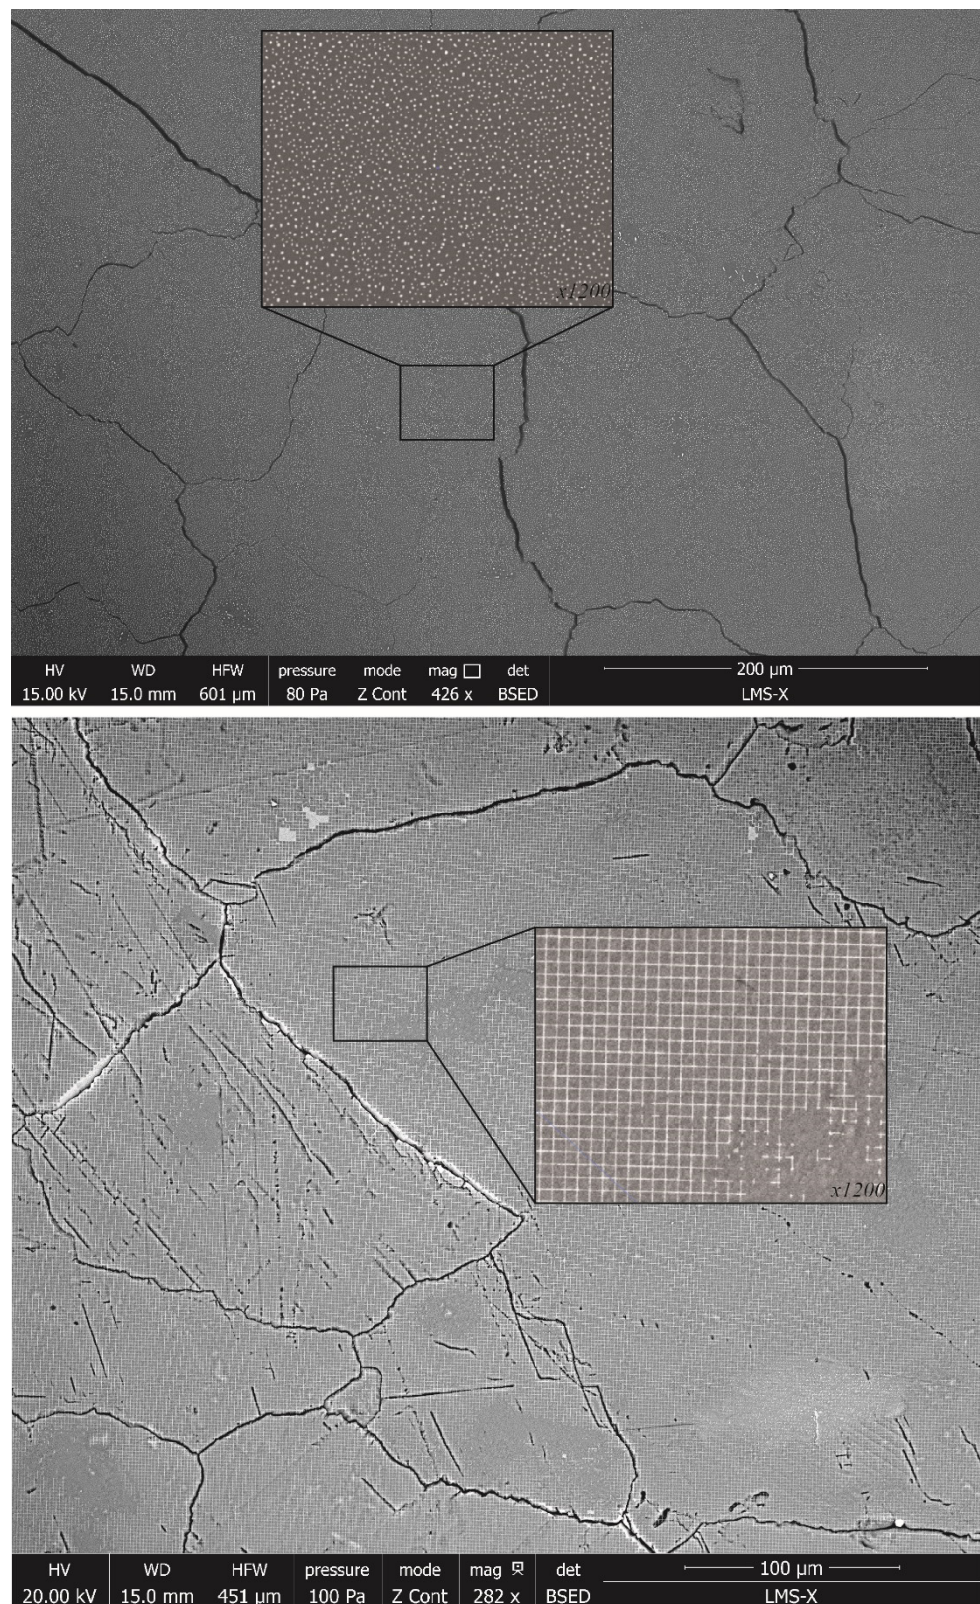 x1200
HV WD HFW pressure mode mag det 200 µm
15.00 kV 15.0 mm 601 µm 80 Pa Z Cont 426 x BSED LMS-X
x1200
HV WD HFW pressure mode mag det 100 µm
20.00 kV 15.0 mm 451 µm 100 Pa Z Cont 282 x BSED LMS-X